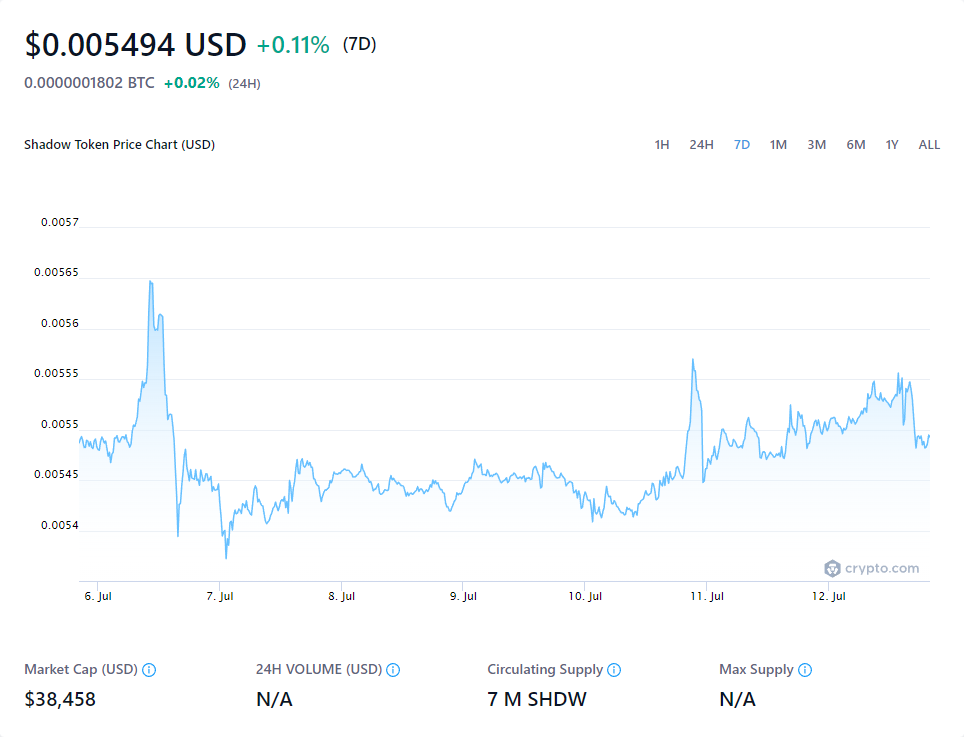 $0.005494 USD +0.11% (7D)
0.0000001802 BTC +0.02% (24H)
Shadow Token Price Chart (USD) 1H 24H 7D 1M 3M 6M 1Y ALL
0.0057
0.00565
0.0056
0.00555
0.0055
0.00545
0.0054
crypto.com
6. Jul 7. Jul 8. Jul 9. Jul 10. Jul 11. Jul 12. Jul
Market Cap (USD) 24H VOLUME (USD) Circulating Supply Max Supply
$38,458 N/A 7 M SHDW N/A